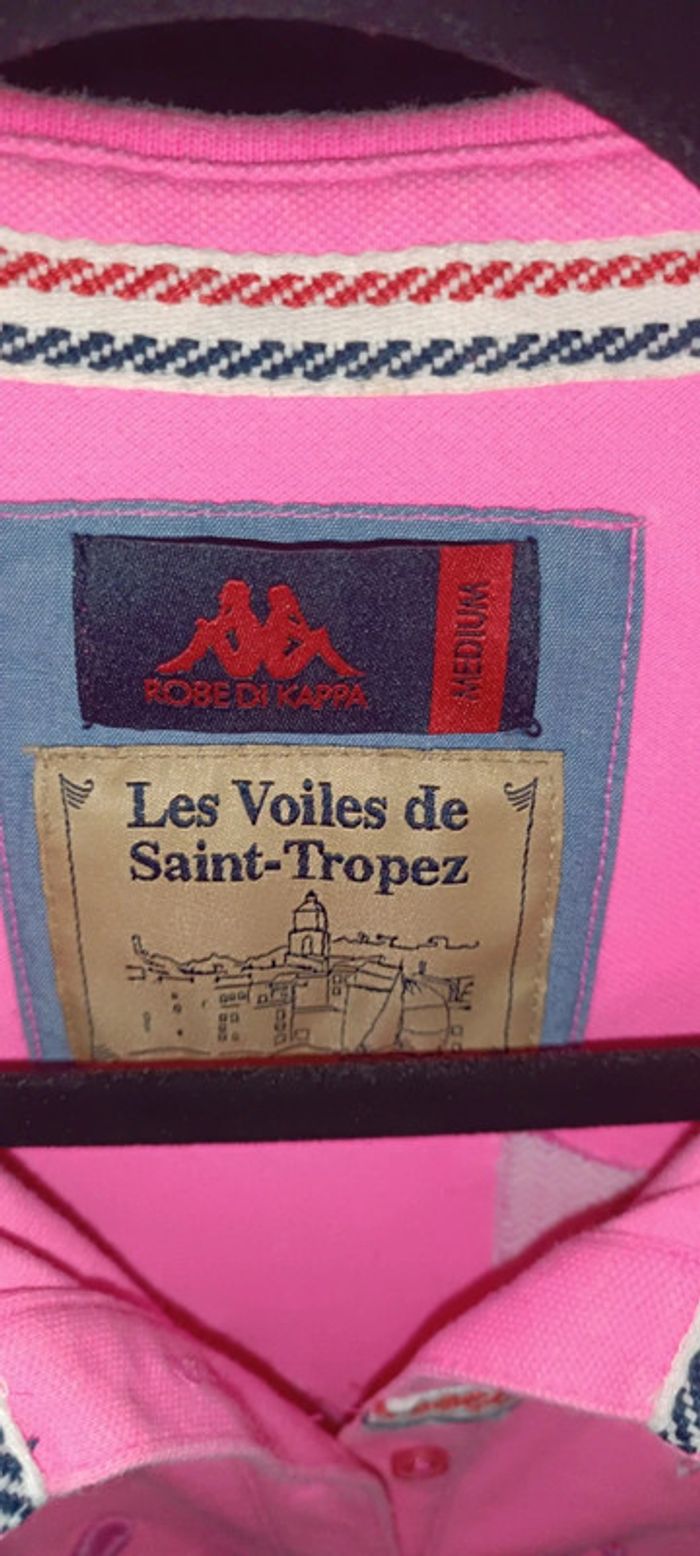 ROBE DI KAPPA
MEDIUM
Les Voiles de
Saint-Tropez